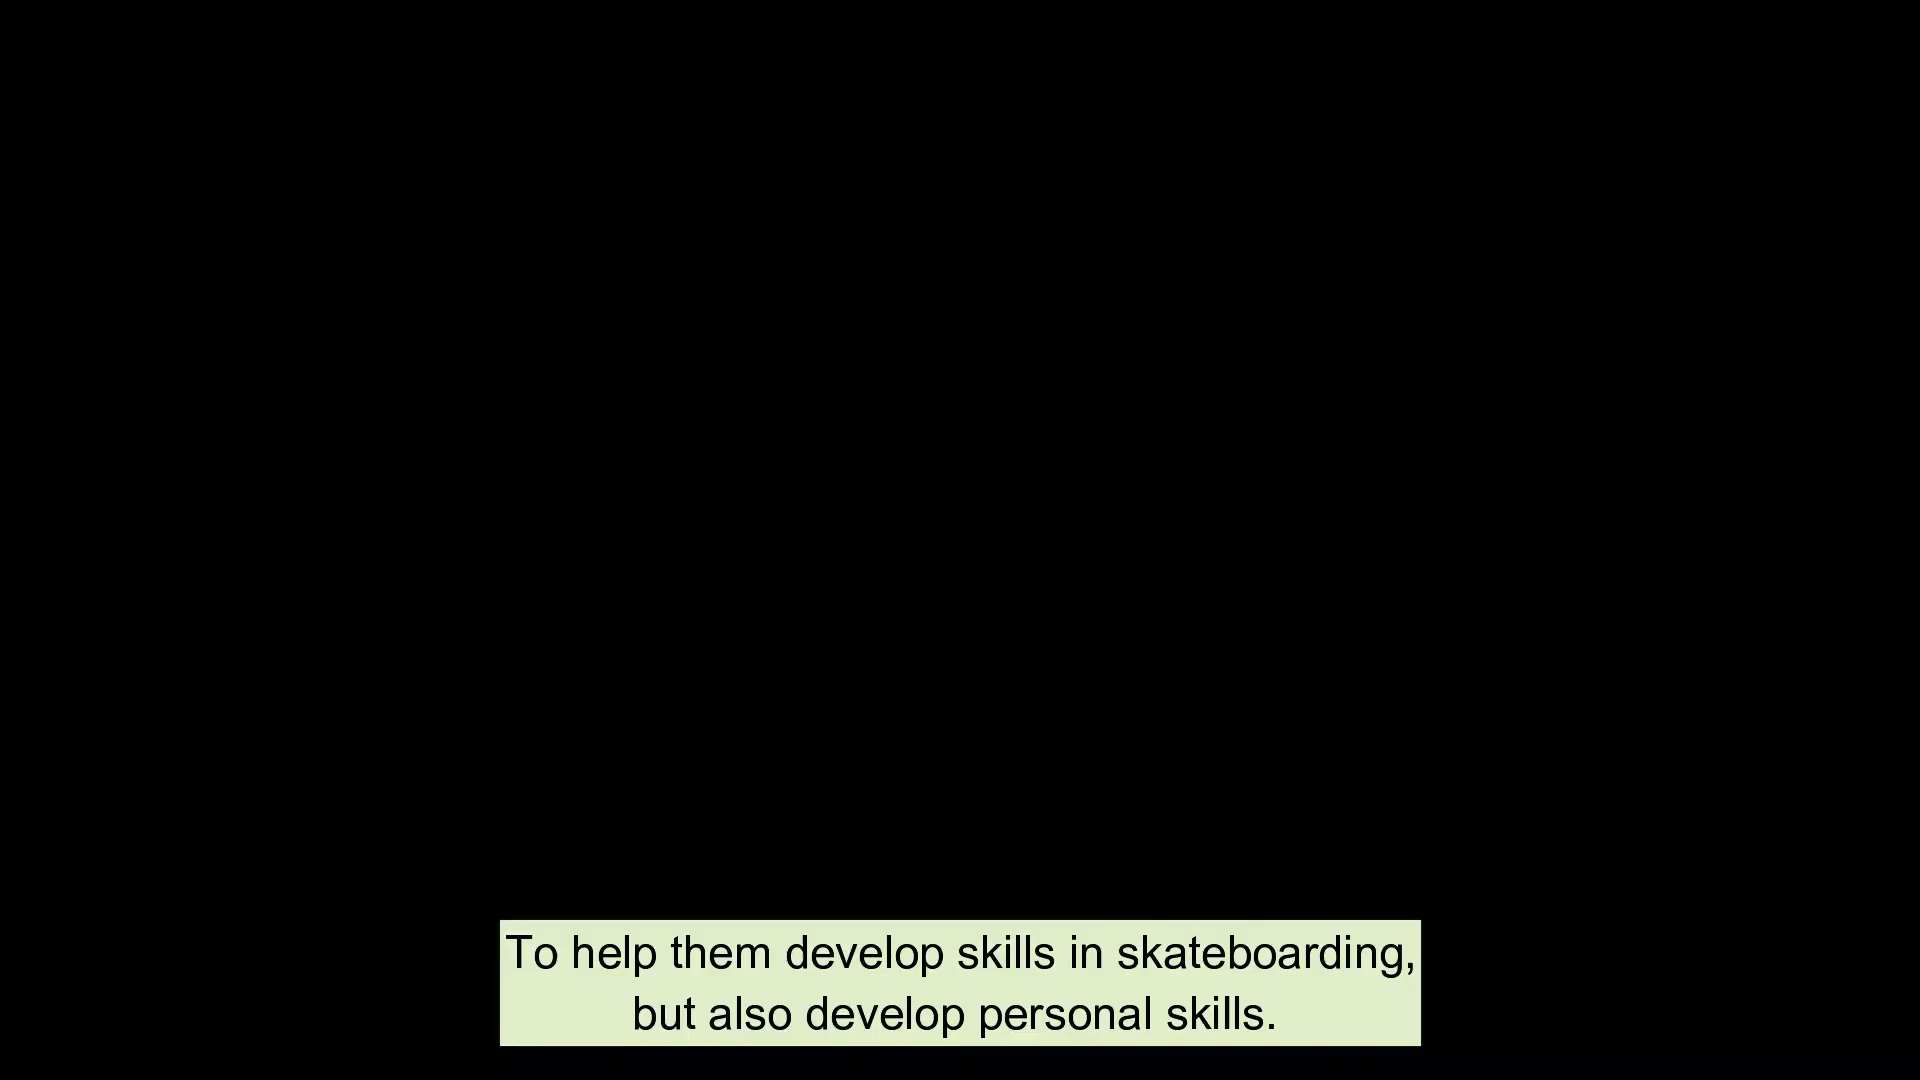 To help them develop skills in skateboarding,
but also develop personal skills.